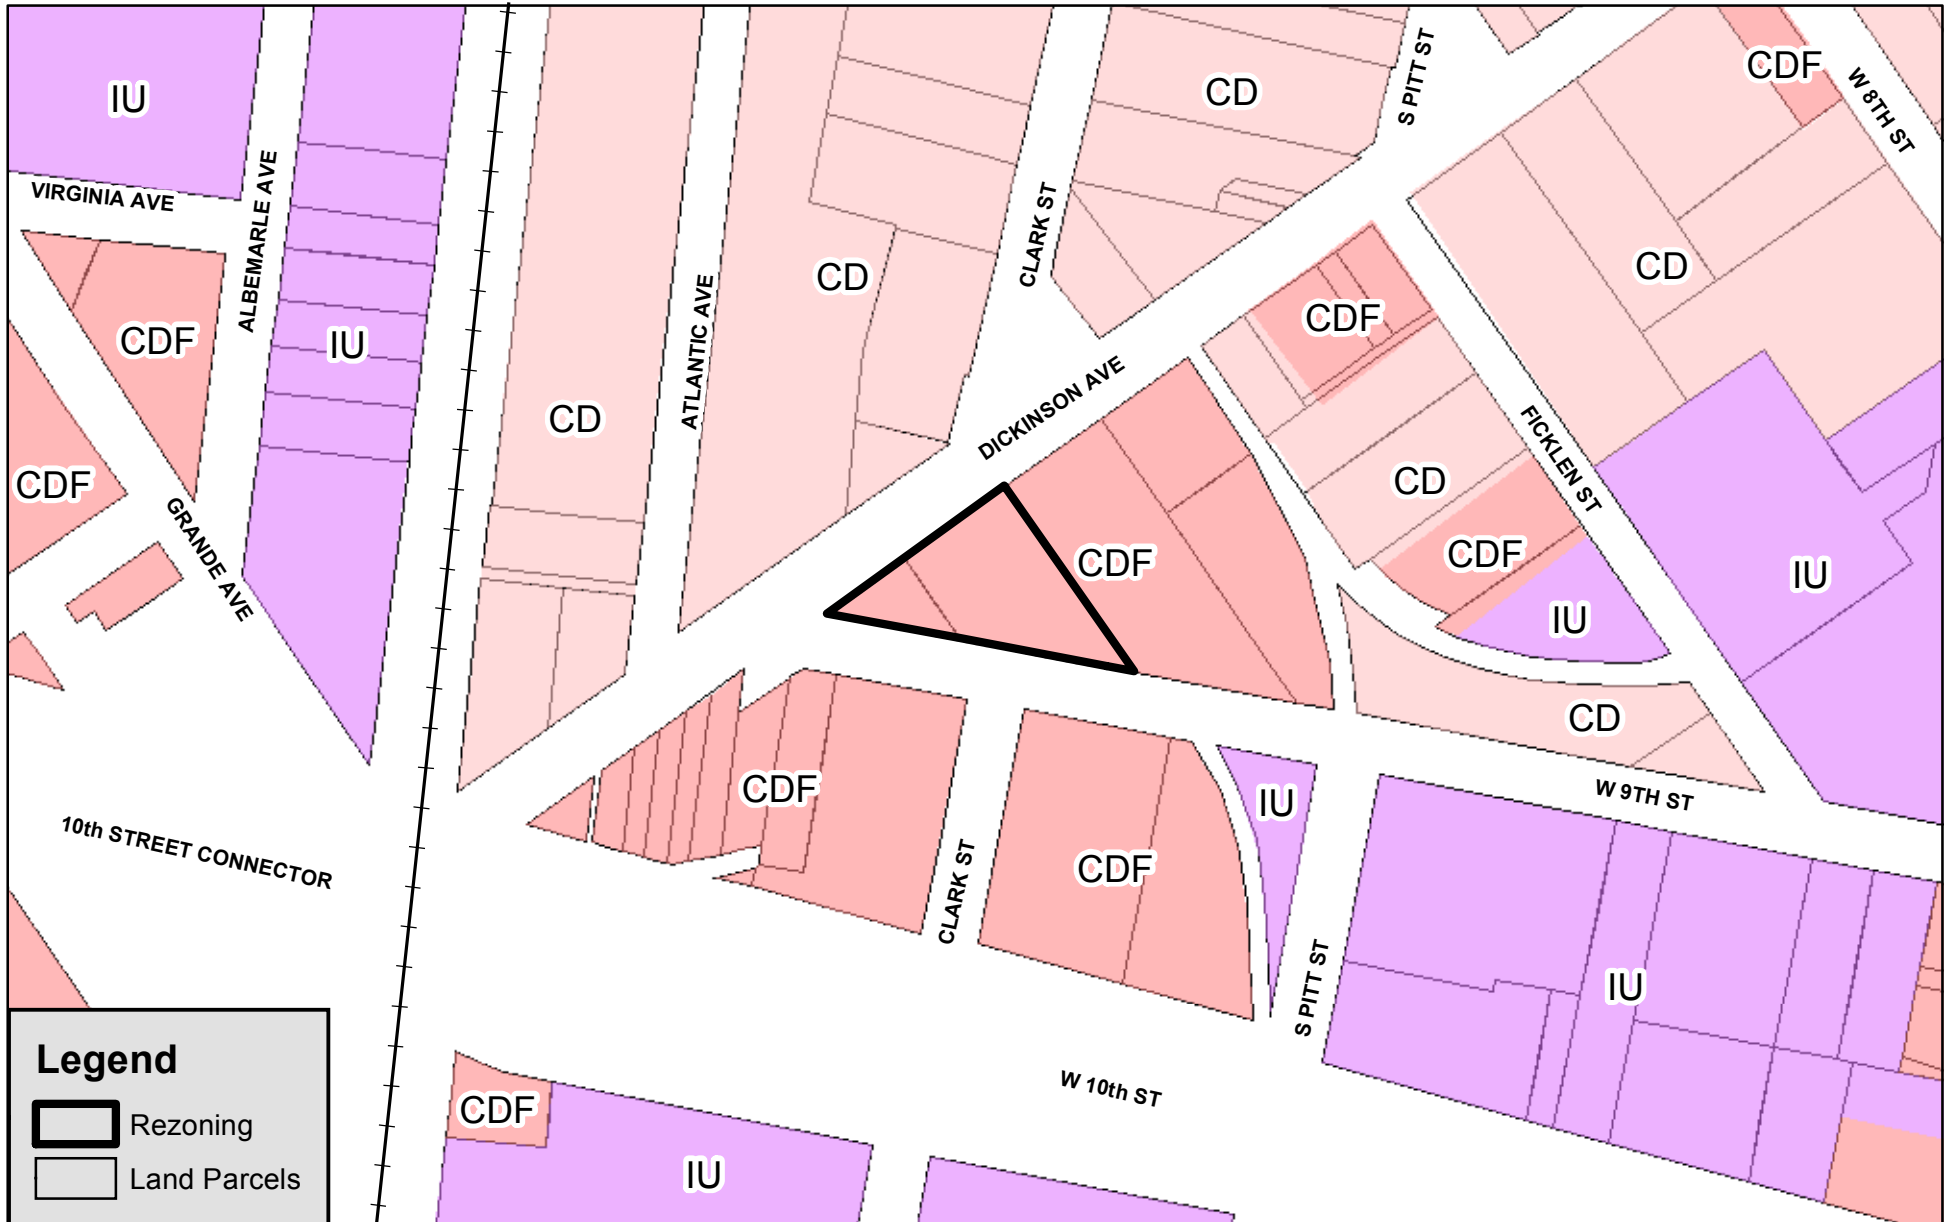 IU
CDF
CD
S PITT ST
W 8TH ST
VIRGINIA AVE
ALBEMARLE AVE
CLARK ST
CD
CD
CDF
CDF
IU
ATLANTIC AVE
DICKINSON AVE
CD
FICKLEN ST
CDF
CD
GRANDE AVE
CDF
CDF
IU
IU
CD
CDF
IU
W 9TH ST
10th STREET CONNECTOR
CDF
CLARK ST
S PITT ST
IU
W 10th ST
CDF
IU
Legend
Rezoning
Land Parcels